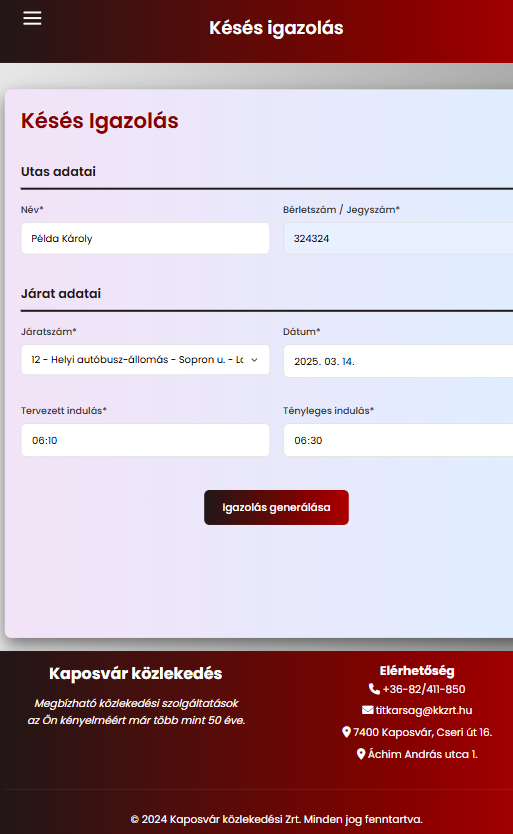 Késés igazolás
Késés Igazolás
Utas adatai
Név*
Bérletszám / Jegyszám*
Példa Károly
324324
Járat adatai
Járatszám*
Dátum*
12 - Helyi autóbusz-állomás - Sopron u. - Lo
2025. 03. 14.
Tervezett indulás*
Tényleges indulás*
06:10
06:30
Igazolás generálása
Kaposvár közlekedés
Megbízható közlekedési szolgáltatások
az Ön kényelméért már több mint 50 éve.
Elérhetőség
+36-82/411-850
titkarsag@kkzrt.hu
7400 Kaposvár, Cseri út 16.
Áchim András utca 1.
© 2024 Kaposvár közlekedési Zrt. Minden jog fenntartva.